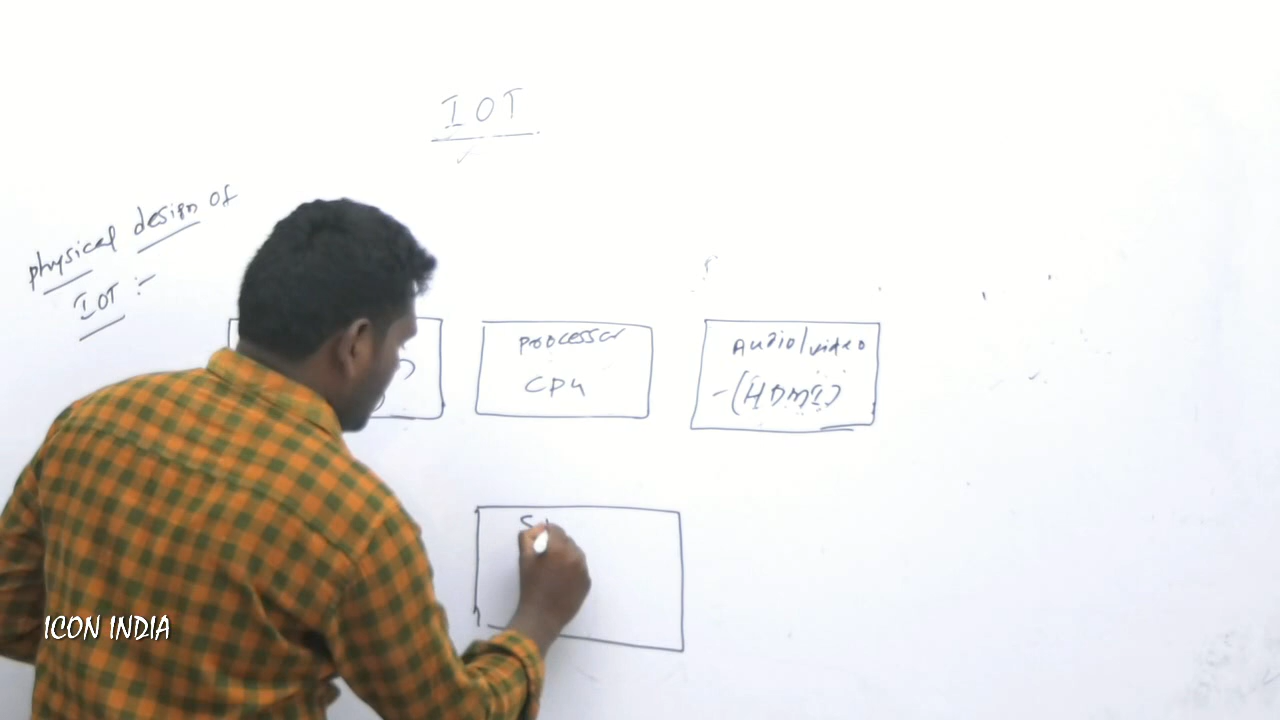 IOT
physical design of
IOT :-
processor
CPU
Audio/video
-(HDMI)
ICON INDIA